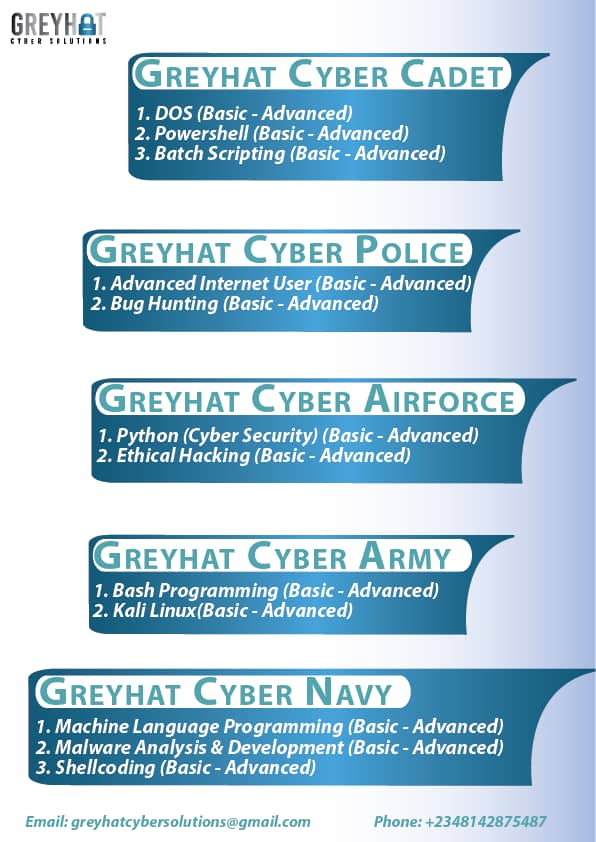 GREYHAT
CYBER SOLUTIONS
GREYHAT CYBER CADET
1. DOS (Basic - Advanced)
2. Powershell (Basic - Advanced)
3. Batch Scripting (Basic - Advanced)
GREYHAT CYBER POLICE
1. Advanced Internet User (Basic - Advanced)
2. Bug Hunting (Basic - Advanced)
GREYHAT CYBER AIRFORCE
1. Python (Cyber Security) (Basic - Advanced)
2. Ethical Hacking (Basic - Advanced)
GREYHAT CYBER ARMY
1. Bash Programming (Basic - Advanced)
2. Kali Linux(Basic - Advanced)
GREYHAT CYBER NAVY
1. Machine Language Programming (Basic - Advanced)
2. Malware Analysis & Development (Basic - Advanced)
3. Shellcoding (Basic - Advanced)
Email: greyhatcybersolutions@gmail.com Phone: +2348142875487